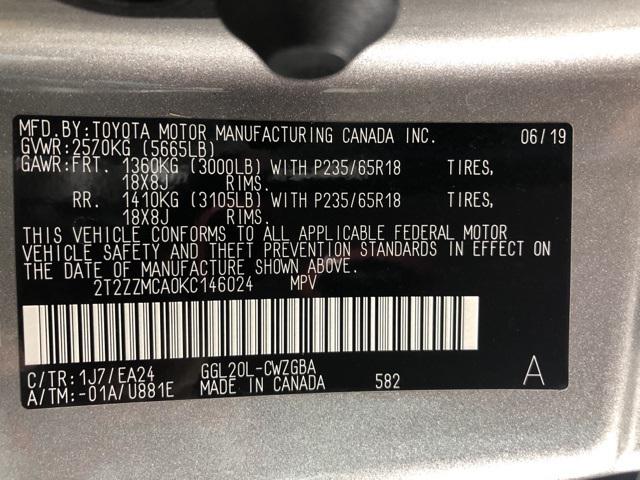 MFD.BY:TOYOTA MOTOR MANUFACTURING CANADA INC. 06/19
GVWR:2570KG (5665LB)
GAWR:FRT. 1360KG (3000LB) WITH P235/65R18 TIRES,
18X8J RIMS.
RR. 1410KG (3105LB) WITH P235/65R18 TIRES,
18X8J RIMS.
THIS VEHICLE CONFORMS TO ALL APPLICABLE FEDERAL MOTOR
VEHICLE SAFETY AND THEFT PREVENTION STANDARDS IN EFFECT ON
THE DATE OF MANUFACTURE SHOWN ABOVE.
2T2ZZMCA0KC146024 MPV
C/TR:1J7/EA24 GGL20L-CWZGBA
A/TM:-01A/U881E MADE IN CANADA 582 A